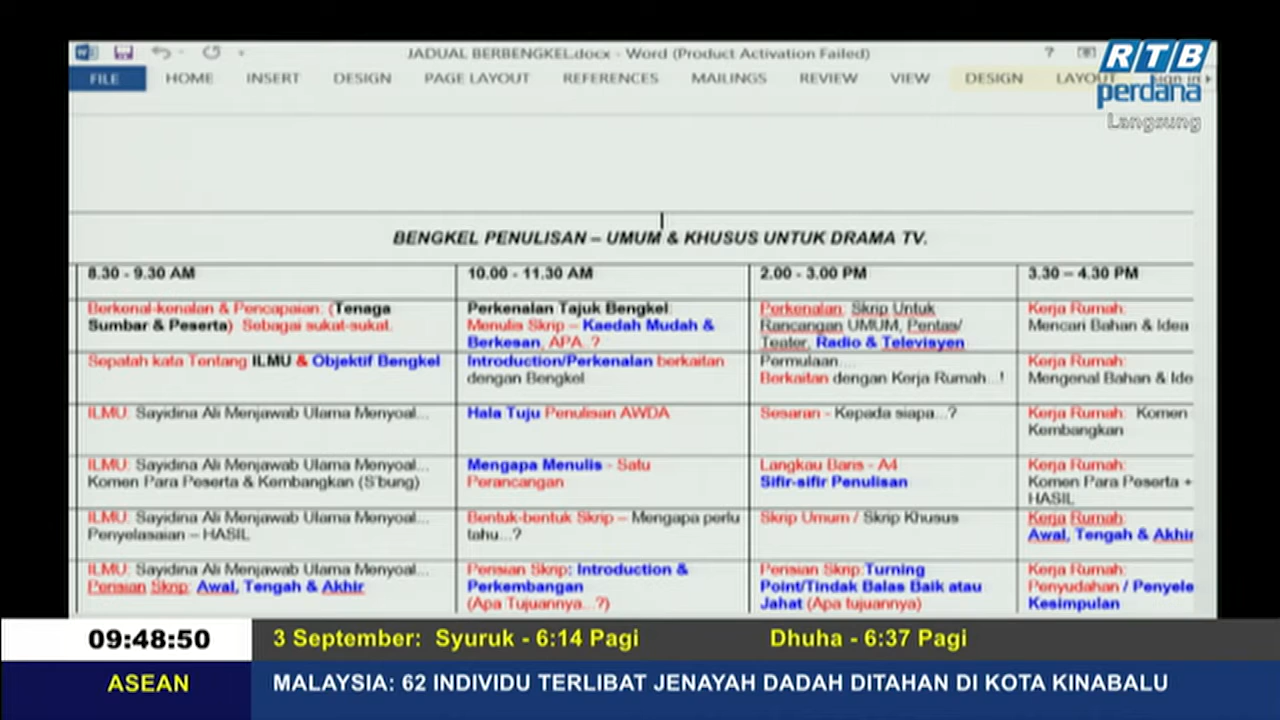 JADUAL BERBENGKEL.docx - Word (Product Activation Failed)
?
RTB
FILE HOME INSERT DESIGN PAGE LAYOUT REFERENCES MAILINGS REVIEW VIEW DESIGN LAYOUT Sign in
perdana
Langsung
BENGKEL PENULISAN – UMUM & KHUSUS UNTUK DRAMA TV.
8.30 - 9.30 AM
10.00 - 11.30 AM
2.00 - 3.00 PM
3.30 – 4.30 PM
Berkenal-kenalan & Pencapaian: (Tenaga
Sumbar & Peserta) Sebagai sukat-sukat.
Perkenalan Tajuk Bengkel:
Menulis Skrip – Kaedah Mudah &
Berkesan, APA..?
Perkenalan: Skrip Untuk
Rancangan UMUM, Pentas/
Teater, Radio & Televisyen
Kerja Rumah:
Mencari Bahan & Idea
Sepatah kata Tentang ILMU & Objektif Bengkel
Introduction/Perkenalan berkaitan
dengan Bengkel
Permulaan....
Berkaitan dengan Kerja Rumah...!
Kerja Rumah:
Mengenal Bahan & Ide
ILMU: Sayidina Ali Menjawab Ulama Menyoal...
Hala Tuju Penulisan AWDA
Sesaran - Kepada siapa...?
Kerja Rumah: Komen
Kembangkan
ILMU: Sayidina Ali Menjawab Ulama Menyoal...
Komen Para Peserta & Kembangkan (S'bung)
Mengapa Menulis - Satu
Perancangan
Langkau Baris - A4
Sifir-sifir Penulisan
Kerja Rumah:
Komen Para Peserta +
HASIL
ILMU: Sayidina Ali Menjawab Ulama Menyoal...
Penyelasaian – HASIL
Bentuk-bentuk Skrip – Mengapa perlu
tahu...?
Skrip Umum / Skrip Khusus
Kerja Rumah:
Awal, Tengah & Akhir
ILMU: Sayidina Ali Menjawab Ulama Menyoal...
Perisian Skrip: Awal, Tengah & Akhir
Perisian Skrip: Introduction &
Perkembangan
(Apa Tujuannya...?)
Perisian Skrip:Turning
Point/Tindak Balas Baik atau
Jahat (Apa tujuannya)
Kerja Rumah:
Penyudahan / Penyele
Kesimpulan
09:48:50
3 September: Syuruk - 6:14 Pagi Dhuha - 6:37 Pagi
ASEAN
MALAYSIA: 62 INDIVIDU TERLIBAT JENAYAH DADAH DITAHAN DI KOTA KINABALU